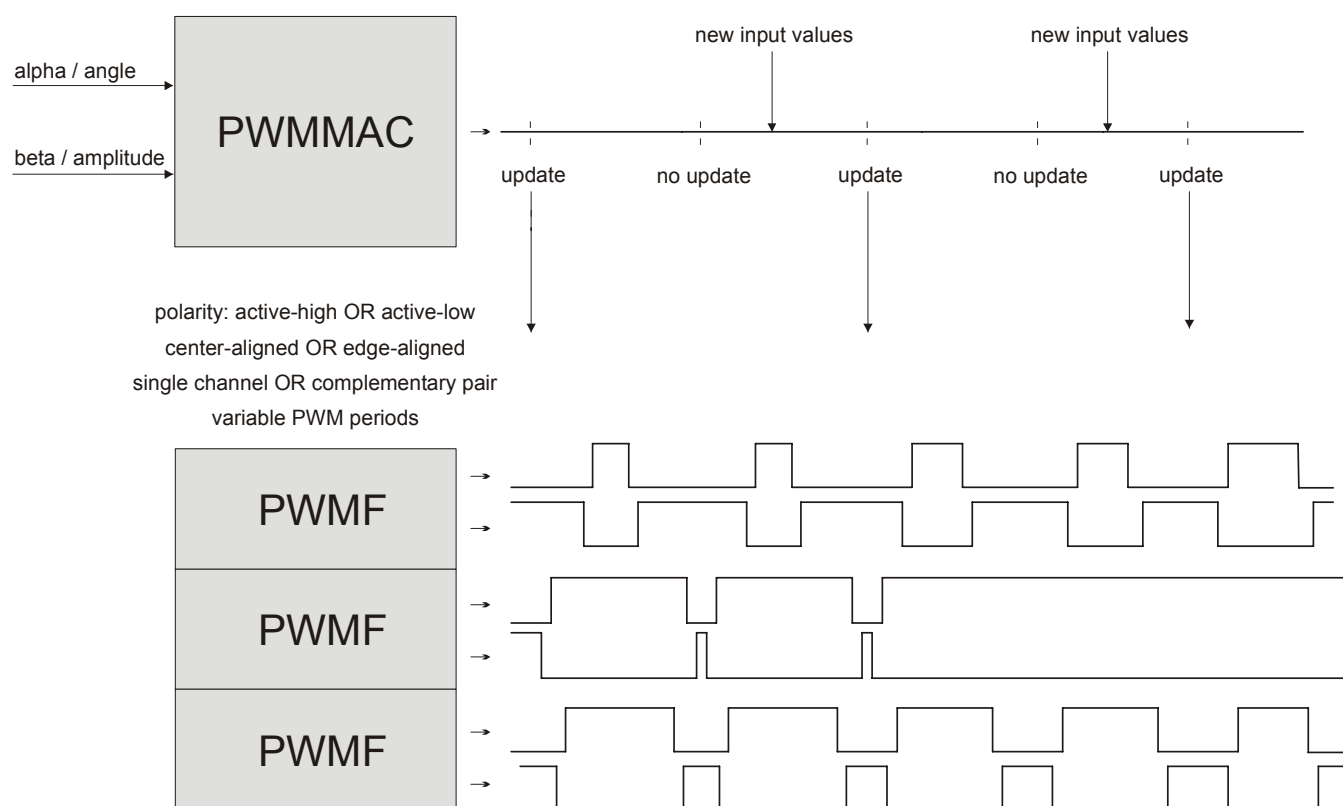 new input values
new input values
alpha / angle
PWMMAC
beta / amplitude
update
no update
update
no update
update
polarity: active-high OR active-low
center-aligned OR edge-aligned
single channel OR complementary pair
variable PWM periods
PWMF
PWMF
PWMF